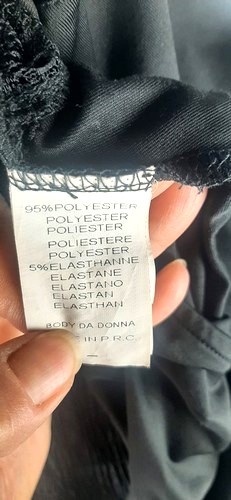 95%POLYESTER
POLYESTER
POLIESTER
POLIESTERE
POLYESTER
5%ELASTHANNE
ELASTANE
ELASTANO
ELASTAN
ELASTHAN
BODY DA DONNA
IN P.R.C.